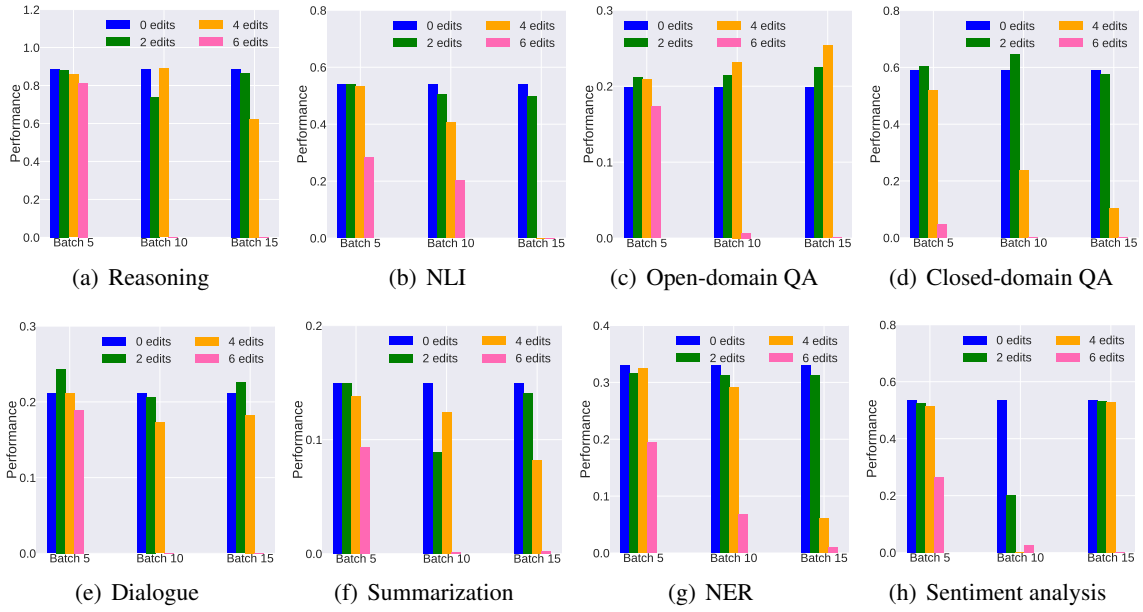 1.2
1.0
0.8
0.6
0.4
0.2
0.0
Performance
0 edits
2 edits
4 edits
6 edits
Batch 5
Batch 10
Batch 15
(a) Reasoning
0.8
0.6
0.4
0.2
0.0
Performance
0 edits
2 edits
4 edits
6 edits
Batch 5
Batch 10
Batch 15
(b) NLI
0.3
0.2
0.1
0.0
Performance
0 edits
2 edits
4 edits
6 edits
Batch 5
Batch 10
Batch 15
(c) Open-domain QA
0.8
0.6
0.4
0.2
0.0
Performance
0 edits
2 edits
4 edits
6 edits
Batch 5
Batch 10
Batch 15
(d) Closed-domain QA
0.3
0.2
0.1
0.0
Performance
0 edits
2 edits
4 edits
6 edits
Batch 5
Batch 10
Batch 15
(e) Dialogue
0.2
0.1
0.0
Performance
0 edits
2 edits
4 edits
6 edits
Batch 5
Batch 10
Batch 15
(f) Summarization
0.4
0.3
0.2
0.1
0.0
Performance
0 edits
2 edits
4 edits
6 edits
Batch 5
Batch 10
Batch 15
(g) NER
0.8
0.6
0.4
0.2
0.0
Performance
0 edits
2 edits
4 edits
6 edits
Batch 5
Batch 10
Batch 15
(h) Sentiment analysis